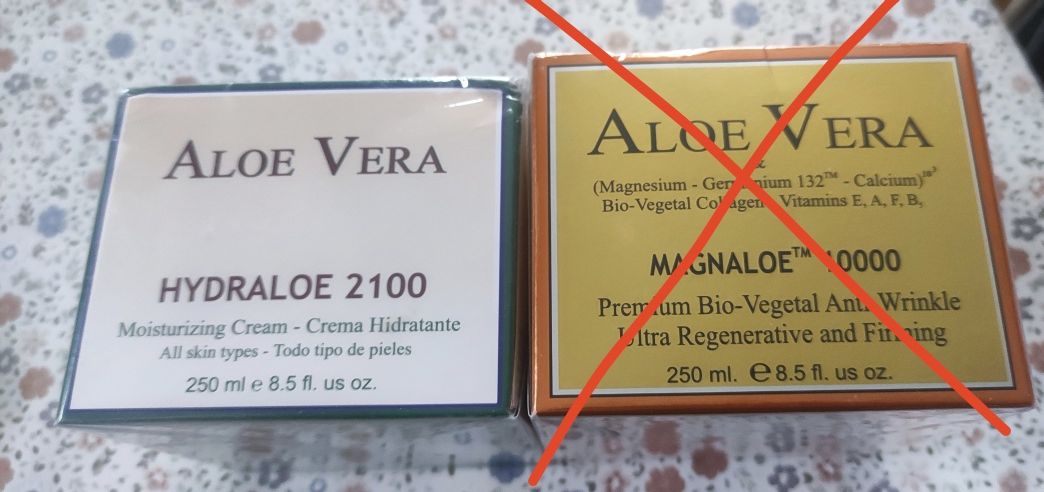 ALOE VERA
HYDRALOE 2100
Moisturizing Cream - Crema Hidratante
All skin types - Todo tipo de pieles
250 ml e 8.5 fl. us oz.
ALOE VERA
&
(Magnesium - Germanium 132™ - Calcium)
Bio-Vegetal Collagen Vitamins E, A, F, B,
MAGNALOE™ 10000
Premium Bio-Vegetal Anti Wrinkle
Ultra Regenerative and Firming
250 ml. e 8.5 fl. us oz.